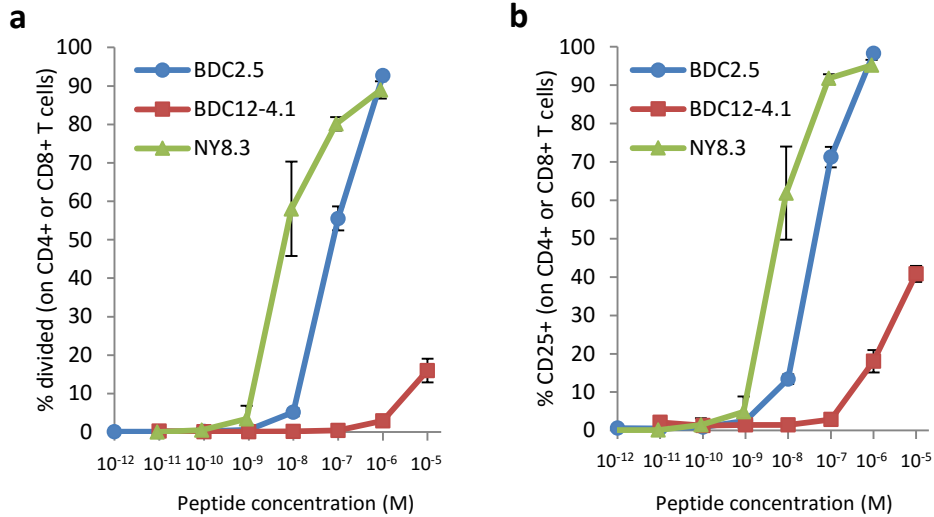 a
% divided (on CD4+ or CD8+ T cells)
100
90
80
70
60
50
40
30
20
10
0
BDC2.5
BDC12-4.1
NY8.3
10⁻¹² 10⁻¹¹ 10⁻¹⁰ 10⁻⁹ 10⁻⁸ 10⁻⁷ 10⁻⁶ 10⁻⁵
Peptide concentration (M)
b
% CD25+ (on CD4+ or CD8+ T cells)
100
90
80
70
60
50
40
30
20
10
0
BDC2.5
BDC12-4.1
NY8.3
10⁻¹² 10⁻¹¹ 10⁻¹⁰ 10⁻⁹ 10⁻⁸ 10⁻⁷ 10⁻⁶ 10⁻⁵
Peptide concentration (M)